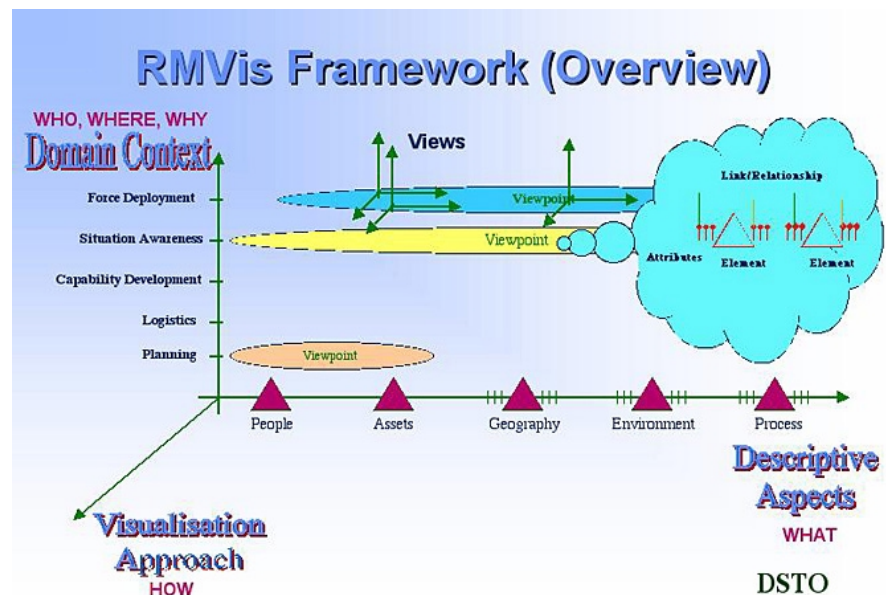 RMVis Framework (Overview)
WHO, WHERE, WHY
Domain Context
Views
Link/Relationship
Force Deployment
Viewpoint
Situation Awareness
Viewpoint
Attributes
Element
Element
Capability Development
Logistics
Planning
Viewpoint
People
Assets
Geography
Environment
Process
Descriptive
Aspects
WHAT
Visualisation
Approach
HOW
DSTO